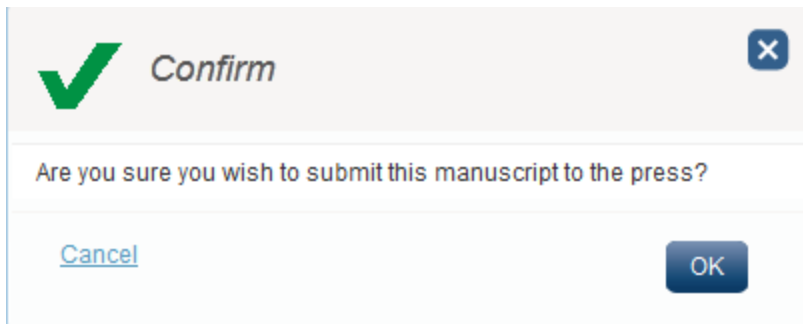 Confirm
Are you sure you wish to submit this manuscript to the press?
Cancel
OK